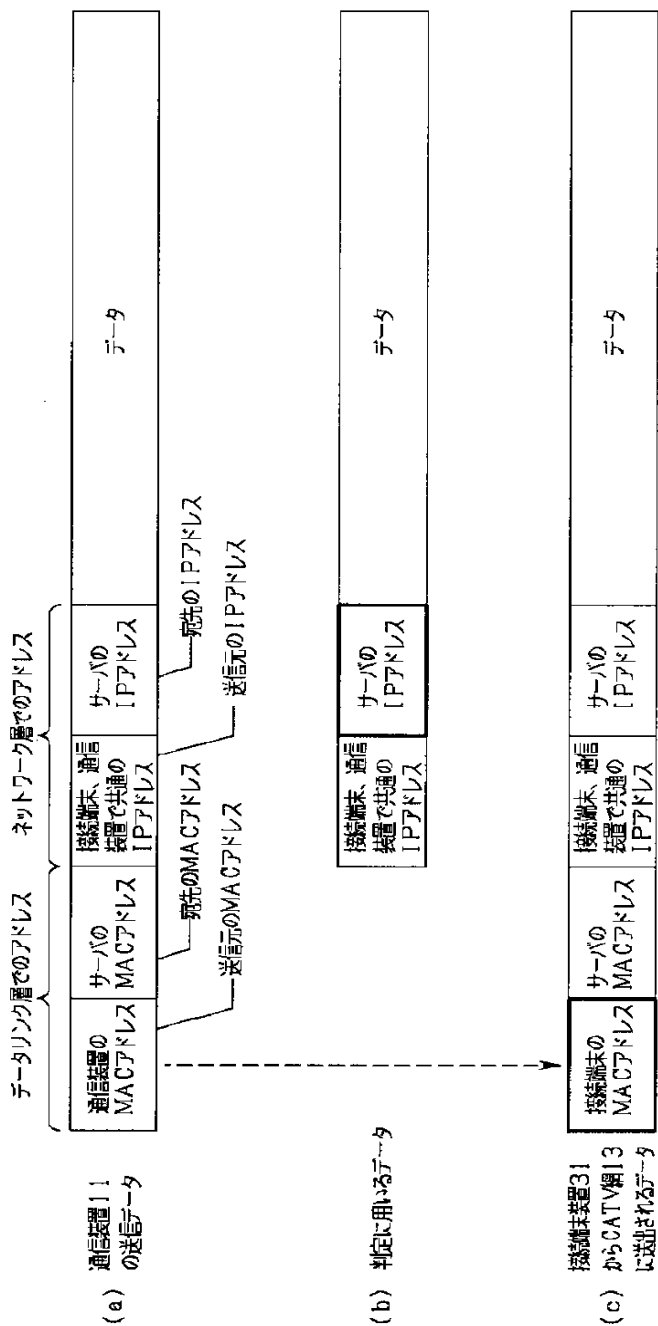 データリンク層でのアドレス
ネットワーク層でのアドレス
(a)
通信装置11
の送信データ
通信装置の
MACアドレス
サーバの
MACアドレス
接続端末、通信
装置で共通の
IPアドレス
サーバの
IPアドレス
データ
送信元のMACアドレス
宛先のMACアドレス
送信元のIPアドレス
宛先のIPアドレス
(b)
判定に用いるデータ
接続端末、通信
装置で共通の
IPアドレス
サーバの
IPアドレス
データ
(c)
接続端末装置31
からCATV網13
に送出されるデータ
接続端末の
MACアドレス
サーバの
MACアドレス
接続端末、通信
装置で共通の
IPアドレス
サーバの
IPアドレス
データ